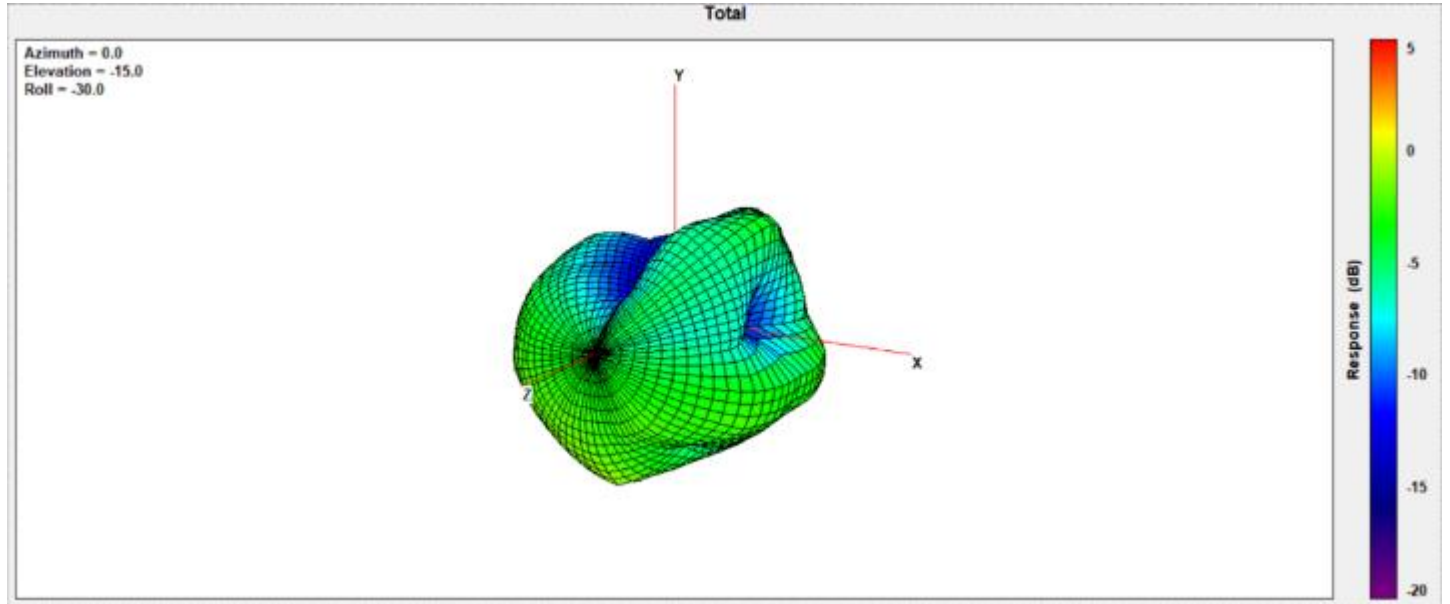 Total
Azimuth = 0.0
Elevation = -15.0
Roll = -30.0
Y
X
Z
5
0
-5
-10
-15
-20
Response (dB)